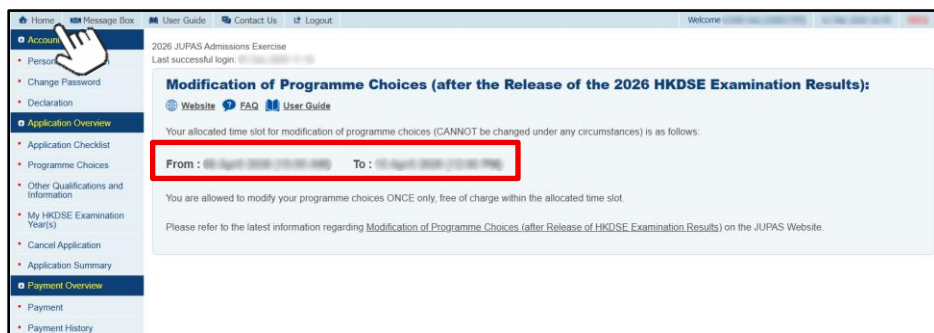 Home Message Box User Guide Contact Us Logout Welcome
Account
2026 JUPAS Admissions Exercise
Last successful login:
Change Password
Declaration
Application Overview
Application Checklist
Programme Choices
Other Qualifications and
Information
My HKDSE Examination
Year(s)
Cancel Application
Application Summary
Payment Overview
Payment
Payment History
Modification of Programme Choices (after the Release of the 2026 HKDSE Examination Results):
Website FAQ User Guide
Your allocated time slot for modification of programme choices (CANNOT be changed under any circumstances) is as follows:
From : To :
You are allowed to modify your programme choices ONCE only, free of charge within the allocated time slot.
Please refer to the latest information regarding Modification of Programme Choices (after Release of HKDSE Examination Results) on the JUPAS Website.